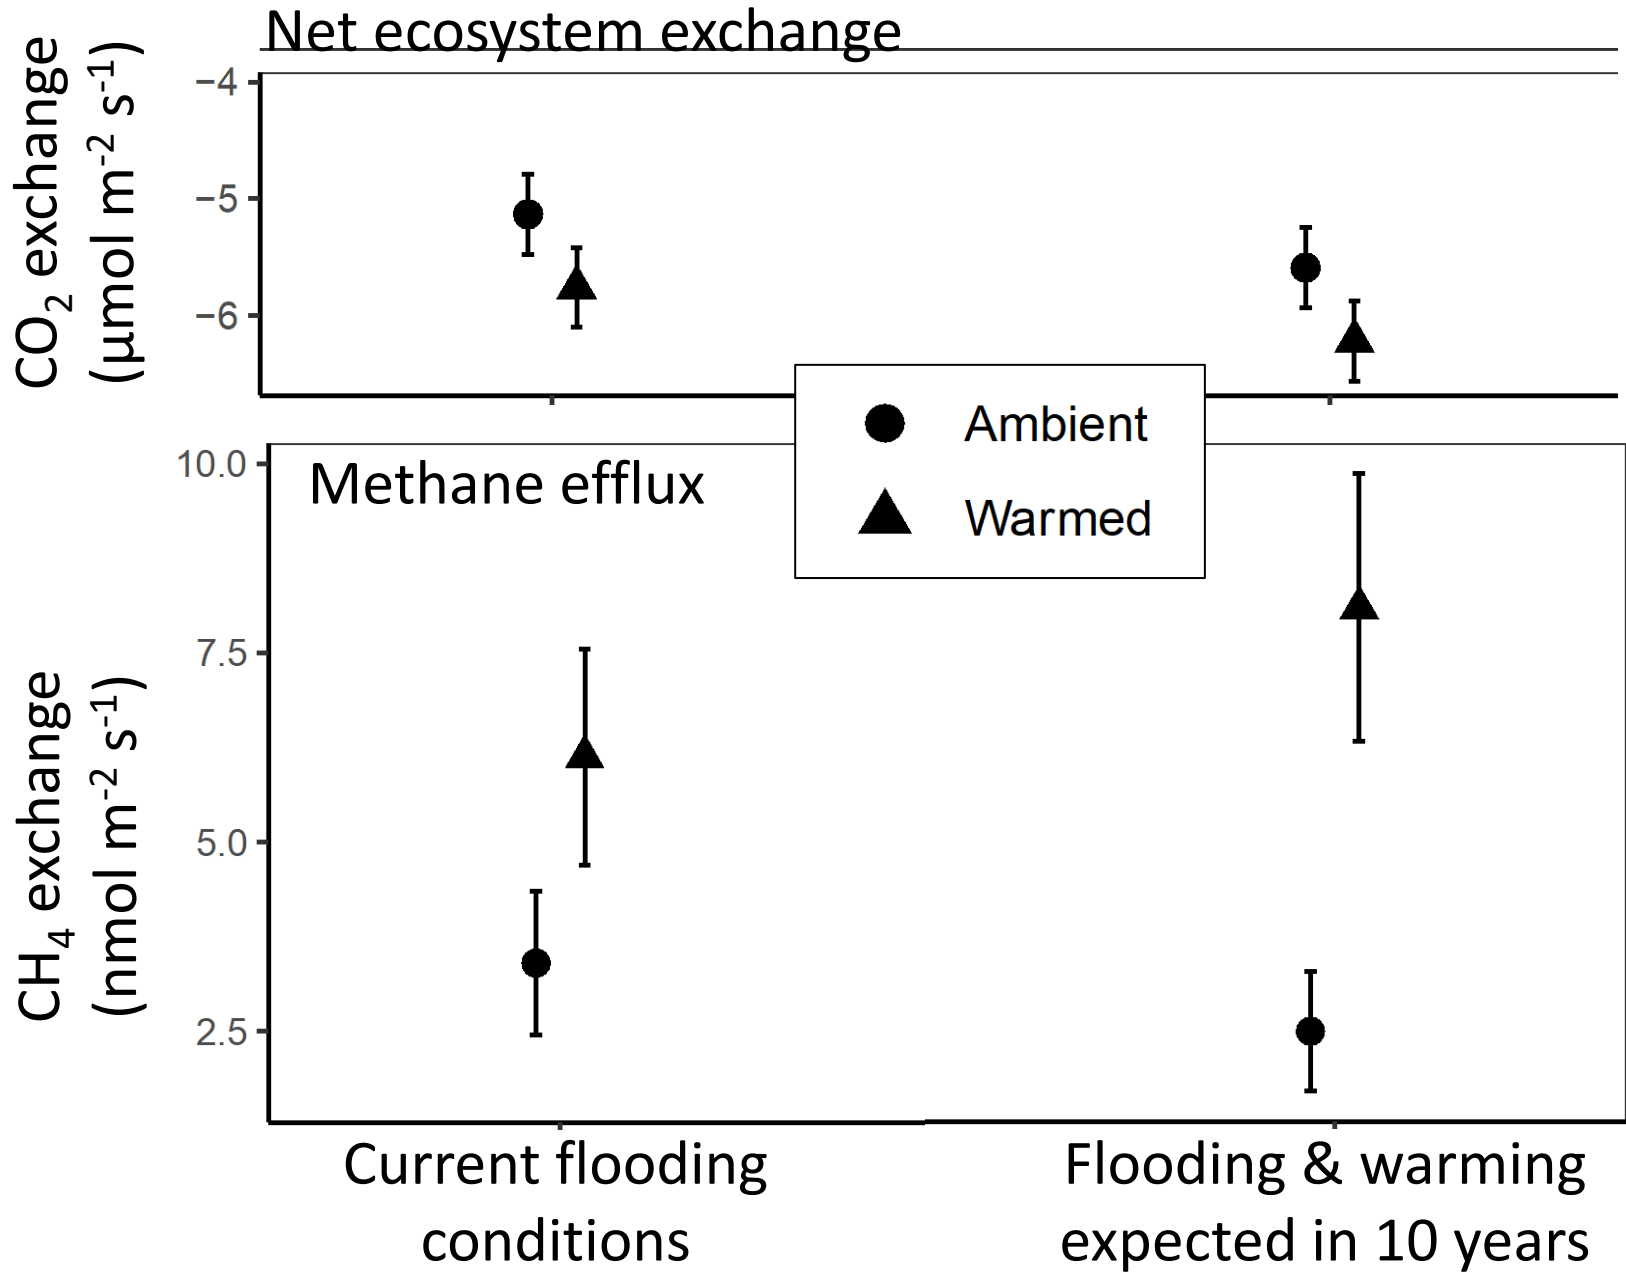 Net ecosystem exchange
CO₂ exchange
(µmol m⁻² s⁻¹)
−4
−5
−6
Ambient
Warmed
Methane efflux
CH₄ exchange
(nmol m⁻² s⁻¹)
10.0
7.5
5.0
2.5
Current flooding
conditions
Flooding & warming
expected in 10 years